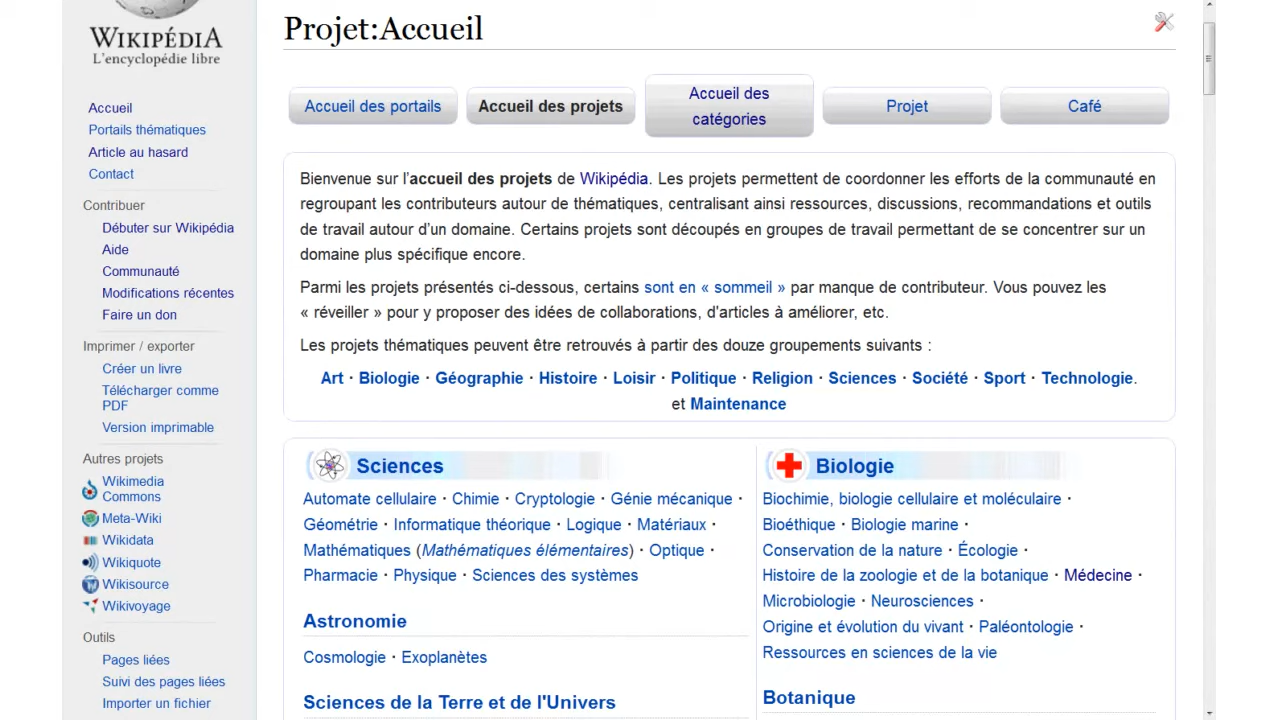 WIKIPÉDIA
L'encyclopédie libre
Accueil
Portails thématiques
Article au hasard
Contact
Contribuer
Débuter sur Wikipédia
Aide
Communauté
Modifications récentes
Faire un don
Imprimer / exporter
Créer un livre
Télécharger comme
PDF
Version imprimable
Autres projets
Wikimedia
Commons
Meta-Wiki
Wikidata
Wikiquote
Wikisource
Wikivoyage
Outils
Pages liées
Suivi des pages liées
Importer un fichier
Projet:Accueil
Accueil des portails
Accueil des projets
Accueil des
catégories
Projet
Café
Bienvenue sur l'accueil des projets de Wikipédia. Les projets permettent de coordonner les efforts de la communauté en
regroupant les contributeurs autour de thématiques, centralisant ainsi ressources, discussions, recommandations et outils
de travail autour d'un domaine. Certains projets sont découpés en groupes de travail permettant de se concentrer sur un
domaine plus spécifique encore.
Parmi les projets présentés ci-dessous, certains sont en « sommeil » par manque de contributeur. Vous pouvez les
« réveiller » pour y proposer des idées de collaborations, d'articles à améliorer, etc.
Les projets thématiques peuvent être retrouvés à partir des douze groupements suivants :
Art · Biologie · Géographie · Histoire · Loisir · Politique · Religion · Sciences · Société · Sport · Technologie.
et Maintenance
Sciences
Automate cellulaire · Chimie · Cryptologie · Génie mécanique ·
Géométrie · Informatique théorique · Logique · Matériaux ·
Mathématiques (Mathématiques élémentaires) · Optique ·
Pharmacie · Physique · Sciences des systèmes
Astronomie
Cosmologie · Exoplanètes
Sciences de la Terre et de l'Univers
Biologie
Biochimie, biologie cellulaire et moléculaire ·
Bioéthique · Biologie marine ·
Conservation de la nature · Écologie ·
Histoire de la zoologie et de la botanique · Médecine ·
Microbiologie · Neurosciences ·
Origine et évolution du vivant · Paléontologie ·
Ressources en sciences de la vie
Botanique